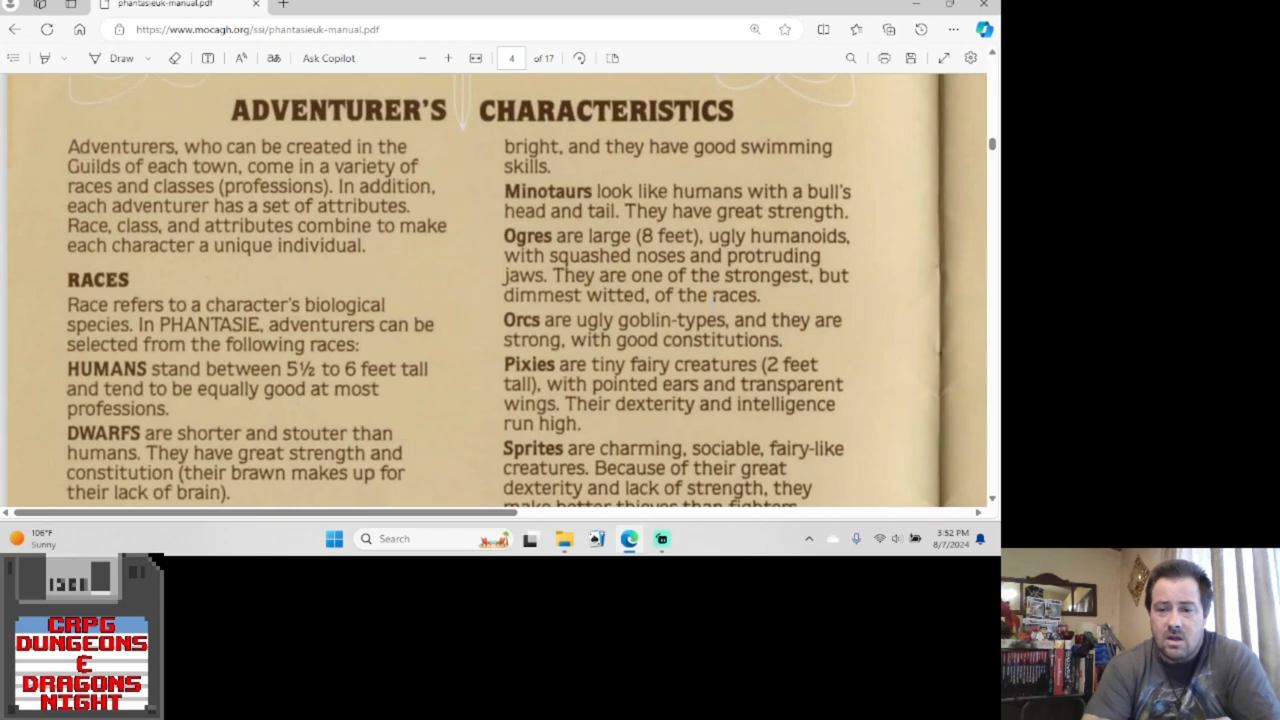 phantasieuk-manual.pdf
https://www.mocagh.org/ssi/phantasieuk-manual.pdf
Draw
Ask Copilot
4 of 17
ADVENTURER'S CHARACTERISTICS
Adventurers, who can be created in the
Guilds of each town, come in a variety of
races and classes (professions). In addition,
each adventurer has a set of attributes.
Race, class, and attributes combine to make
each character a unique individual.
RACES
Race refers to a character's biological
species. In PHANTASIE, adventurers can be
selected from the following races:
HUMANS stand between 5½ to 6 feet tall
and tend to be equally good at most
professions.
DWARFS are shorter and stouter than
humans. They have great strength and
constitution (their brawn makes up for
their lack of brain).
bright, and they have good swimming
skills.
Minotaurs look like humans with a bull's
head and tail. They have great strength.
Ogres are large (8 feet), ugly humanoids,
with squashed noses and protruding
jaws. They are one of the strongest, but
dimmest witted, of the races.
Orcs are ugly goblin-types, and they are
strong, with good constitutions.
Pixies are tiny fairy creatures (2 feet
tall), with pointed ears and transparent
wings. Their dexterity and intelligence
run high.
Sprites are charming, sociable, fairy-like
creatures. Because of their great
dexterity and lack of strength, they
make better thieves than fighters
106°F
Sunny
Search
3:52 PM
8/7/2024
CRPG
DUNGEONS
&
DRAGONS
NIGHT